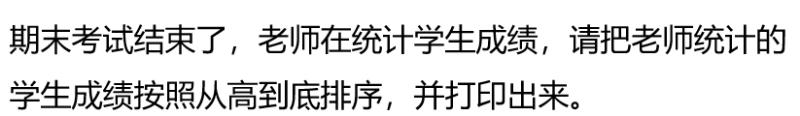 期末考试结束了，老师在统计学生成绩，请把老师统计的
学生成绩按照从高到底排序，并打印出来。